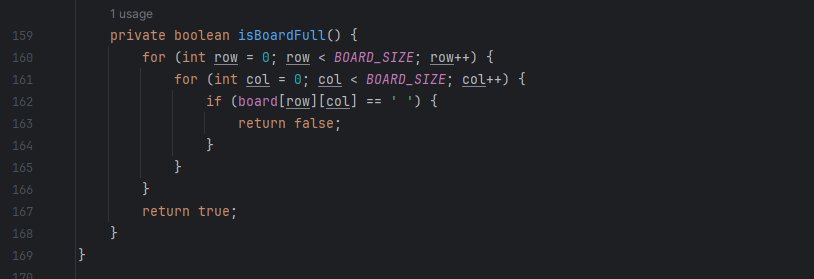 1 usage
159 private boolean isBoardFull() {
160 for (int row = 0; row < BOARD_SIZE; row++) {
161 for (int col = 0; col < BOARD_SIZE; col++) {
162 if (board[row][col] == ' ') {
163 return false;
164 }
165 }
166 }
167 return true;
168 }
169 }
170